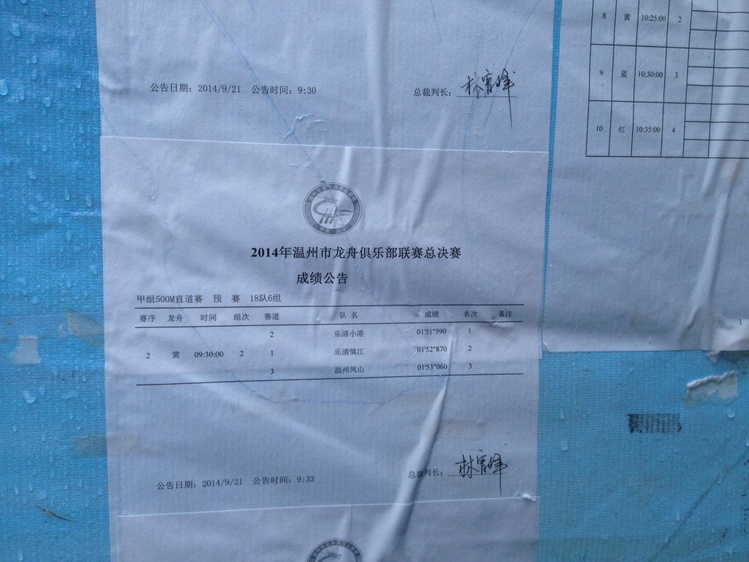 公告日期：2014/9/21 公告时间：9:30
总裁判长：
8 黄 10:25:00 2
9 蓝 10:30:00 3
10 红 10:35:00 4
2014年温州市龙舟俱乐部联赛总决赛
成绩公告
甲组500M直道赛 预 赛 18队6组
赛序 龙舟 时间 组次 赛道 队 名 成绩 名次 备注
2 乐清小港 01'51"590 1
2 黄 09:30:00 2 1 乐清慎江 01'52"870 2
3 温州凤山 01'53"060 3
公告日期：2014/9/21 公告时间：9:33
总裁判长：
1